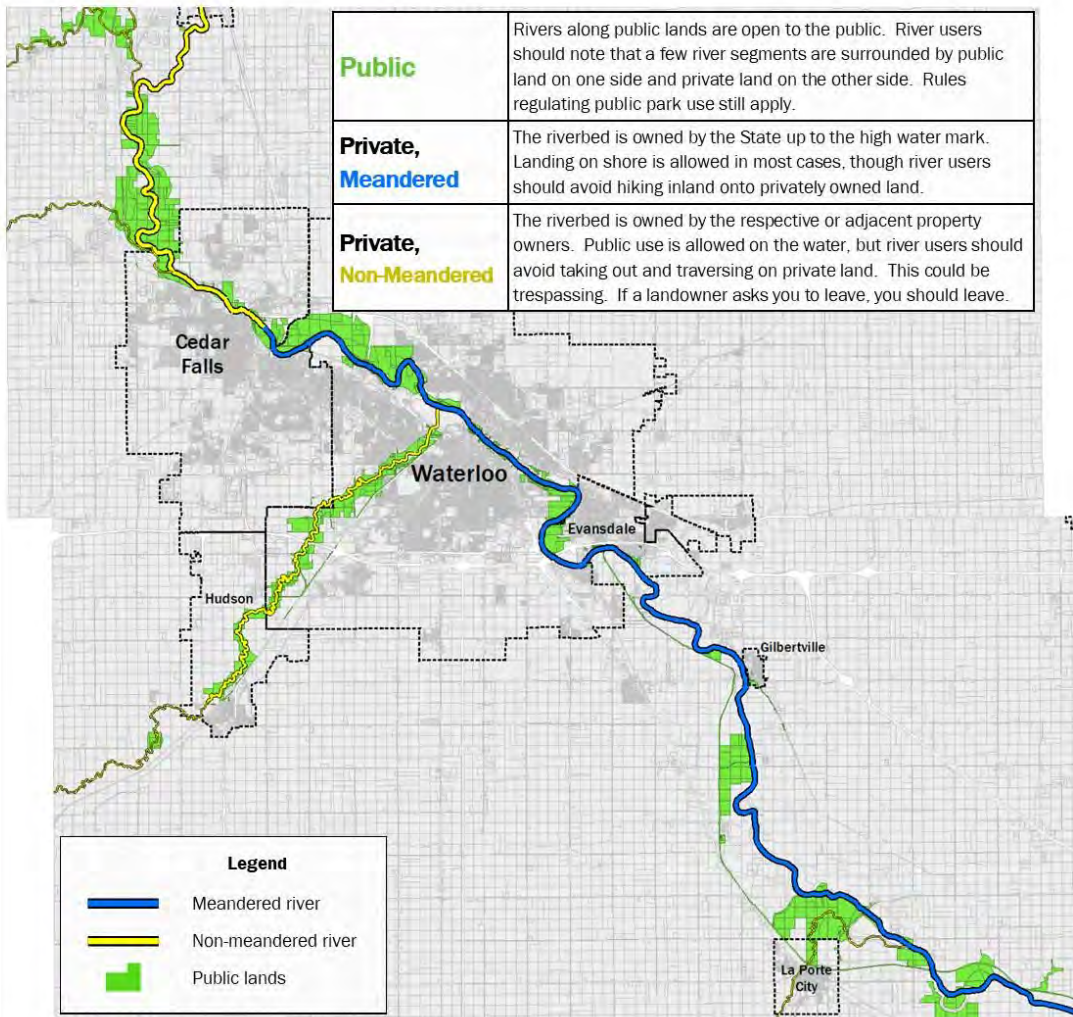 Public
Rivers along public lands are open to the public. River users
should note that a few river segments are surrounded by public
land on one side and private land on the other side. Rules
regulating public park use still apply.
Private,
Meandered
The riverbed is owned by the State up to the high water mark.
Landing on shore is allowed in most cases, though river users
should avoid hiking inland onto privately owned land.
Private,
Non-Meandered
The riverbed is owned by the respective or adjacent property
owners. Public use is allowed on the water, but river users should
avoid taking out and traversing on private land. This could be
trespassing. If a landowner asks you to leave, you should leave.
Cedar
Falls
Waterloo
Evansdale
Hudson
Gilbertville
La Porte
City
Legend
Meandered river
Non-meandered river
Public lands